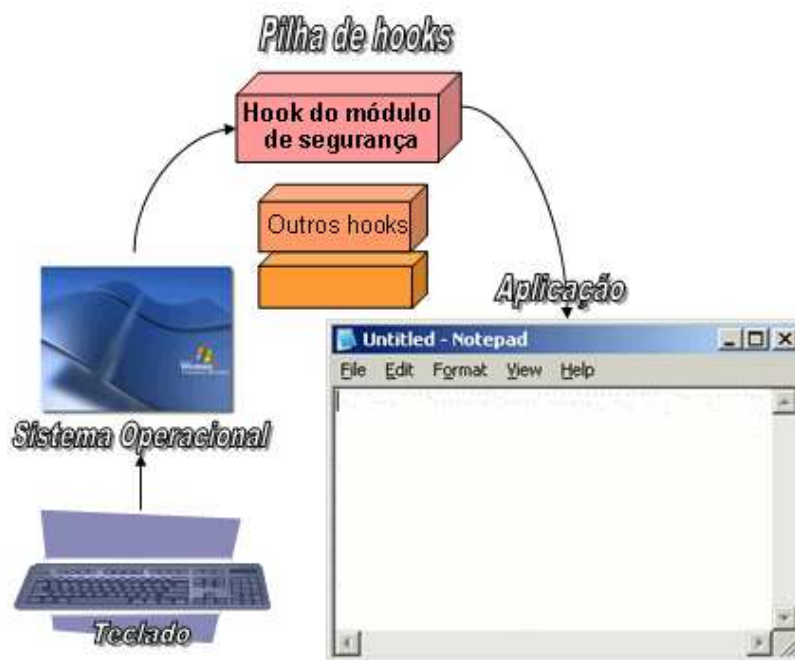 Pilha de hooks
Hook do módulo
de segurança
Outros hooks
Aplicação
Untitled - Notepad
File Edit Format View Help
Windows
Sistema Operacional
Teclado